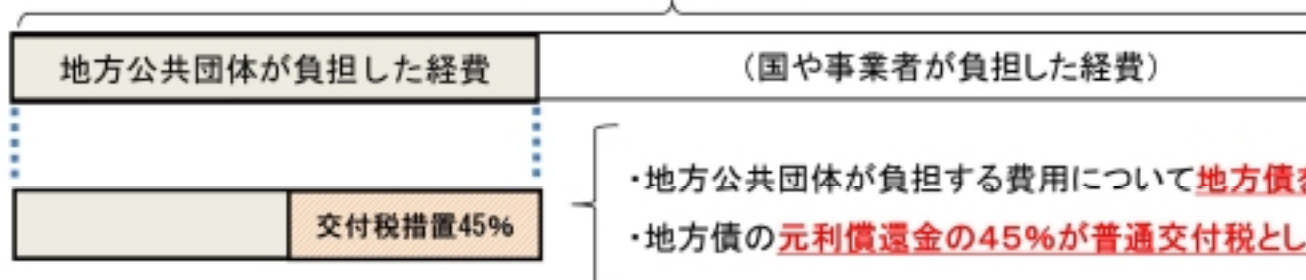 地方公共団体が負担した経費
（国や事業者が負担した経費）
・地方公共団体が負担する費用について地方債を
交付税措置45%
・地方債の元利償還金の45%が普通交付税とし